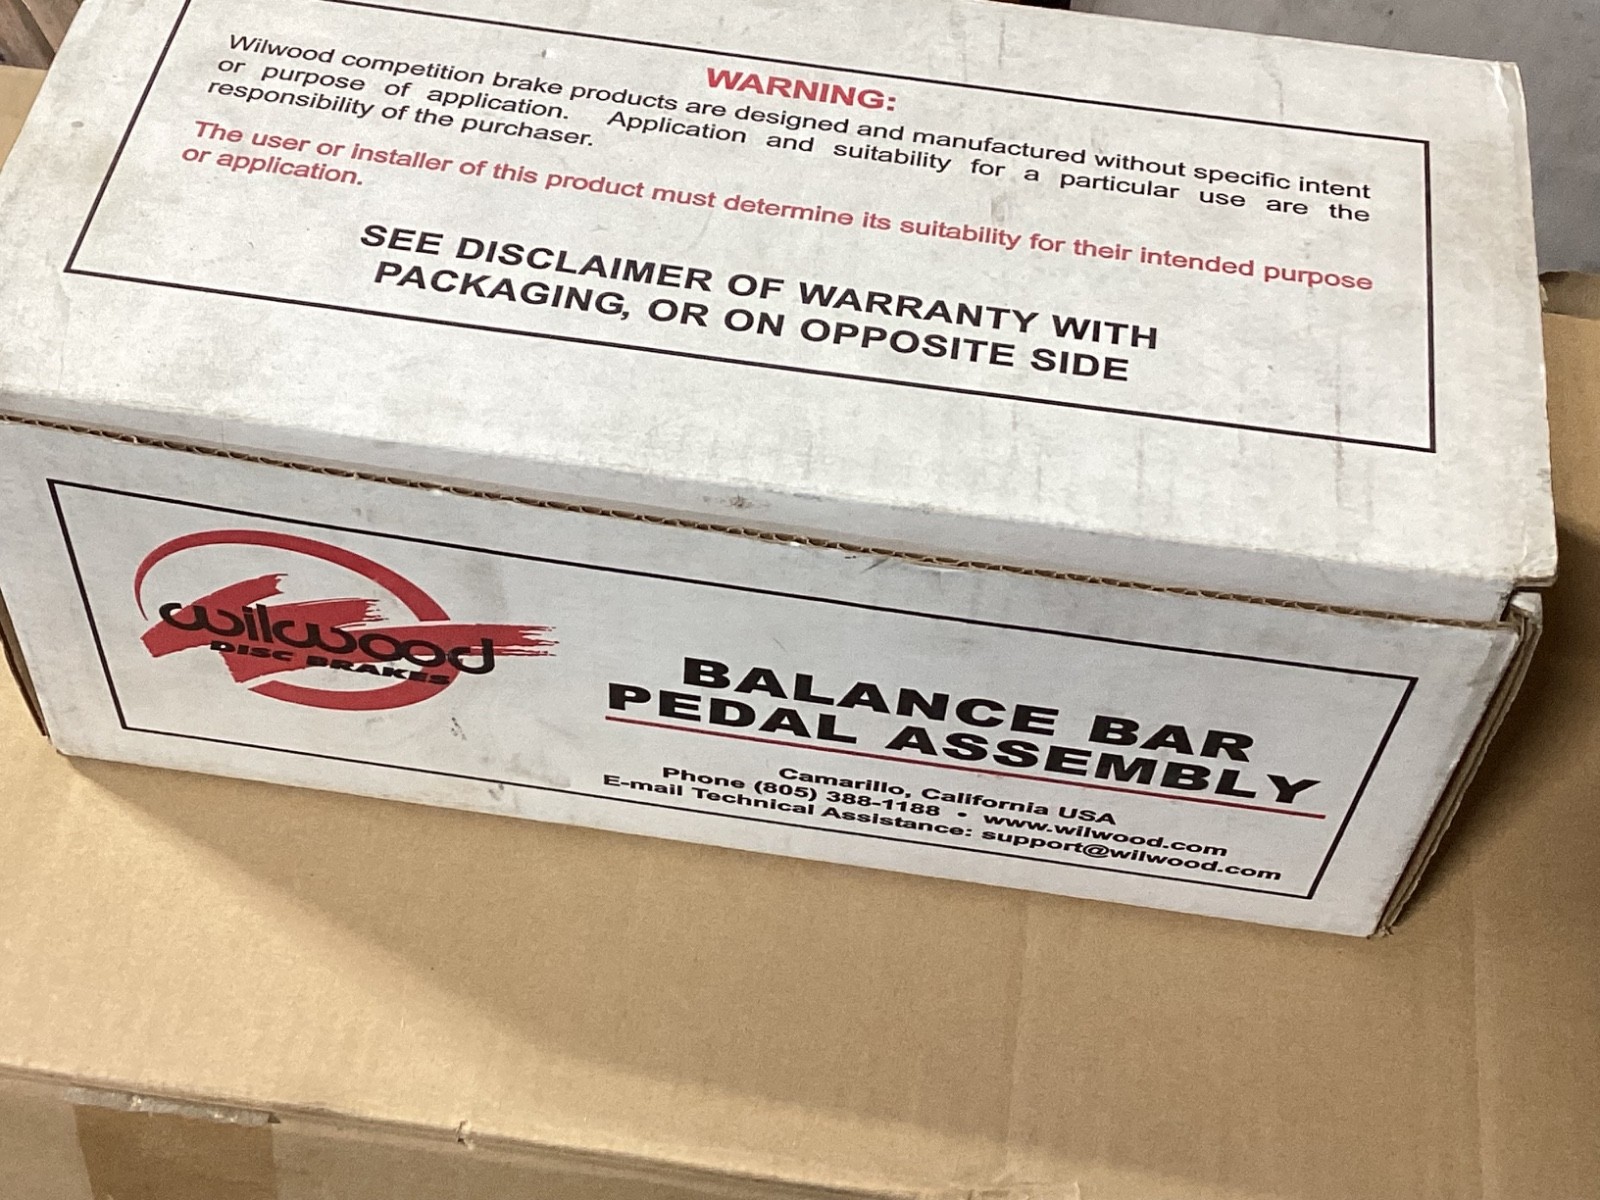 WARNING:
Wilwood competition brake products are designed and manufactured without specific intent
or purpose of application. Application and suitability for a particular use are the
responsibility of the purchaser.
The user or installer of this product must determine its suitability for their intended purpose
or application.
SEE DISCLAIMER OF WARRANTY WITH
PACKAGING, OR ON OPPOSITE SIDE
wilwood
DISC BRAKES
BALANCE BAR
PEDAL ASSEMBLY
Camarillo, California USA
Phone (805) 388-1188 • www.wilwood.com
E-mail Technical Assistance: support@wilwood.com